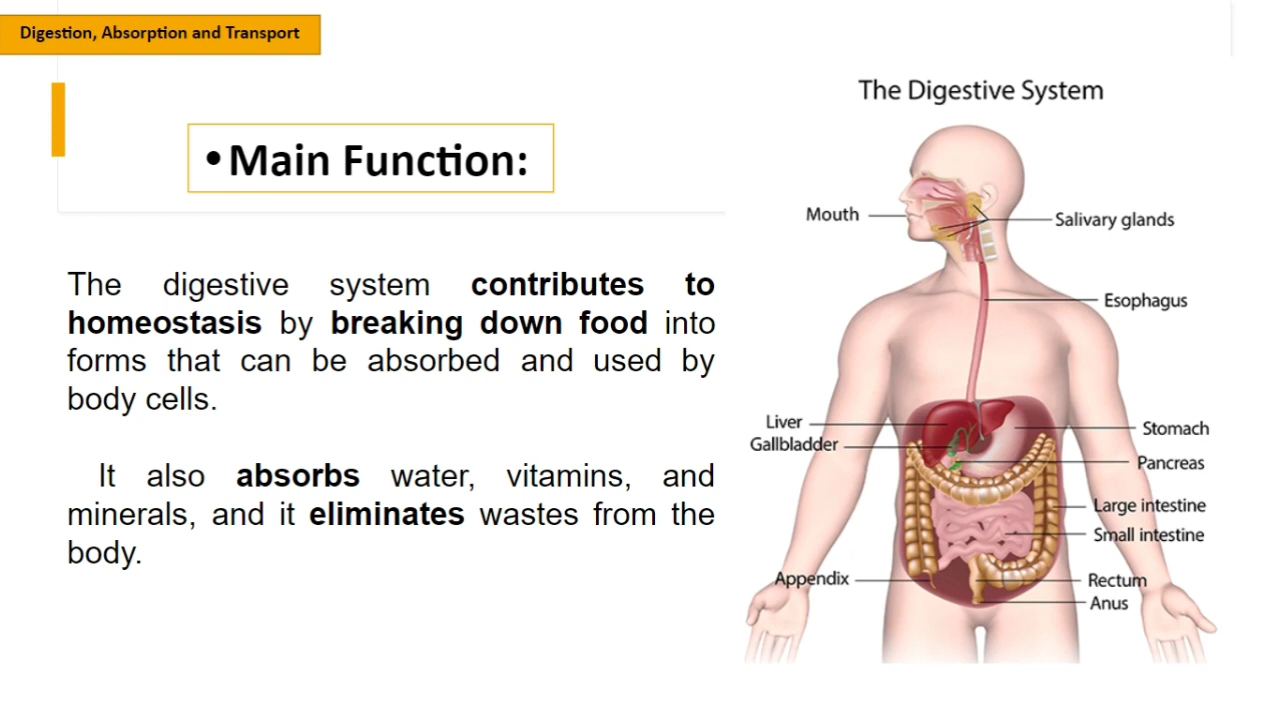 Digestion, Absorption and Transport
• Main Function:
The digestive system contributes to
homeostasis by breaking down food into
forms that can be absorbed and used by
body cells.
It also absorbs water, vitamins, and
minerals, and it eliminates wastes from the
body.
The Digestive System
Mouth
Salivary glands
Esophagus
Liver
Stomach
Gallbladder
Pancreas
Large intestine
Small intestine
Appendix
Rectum
Anus